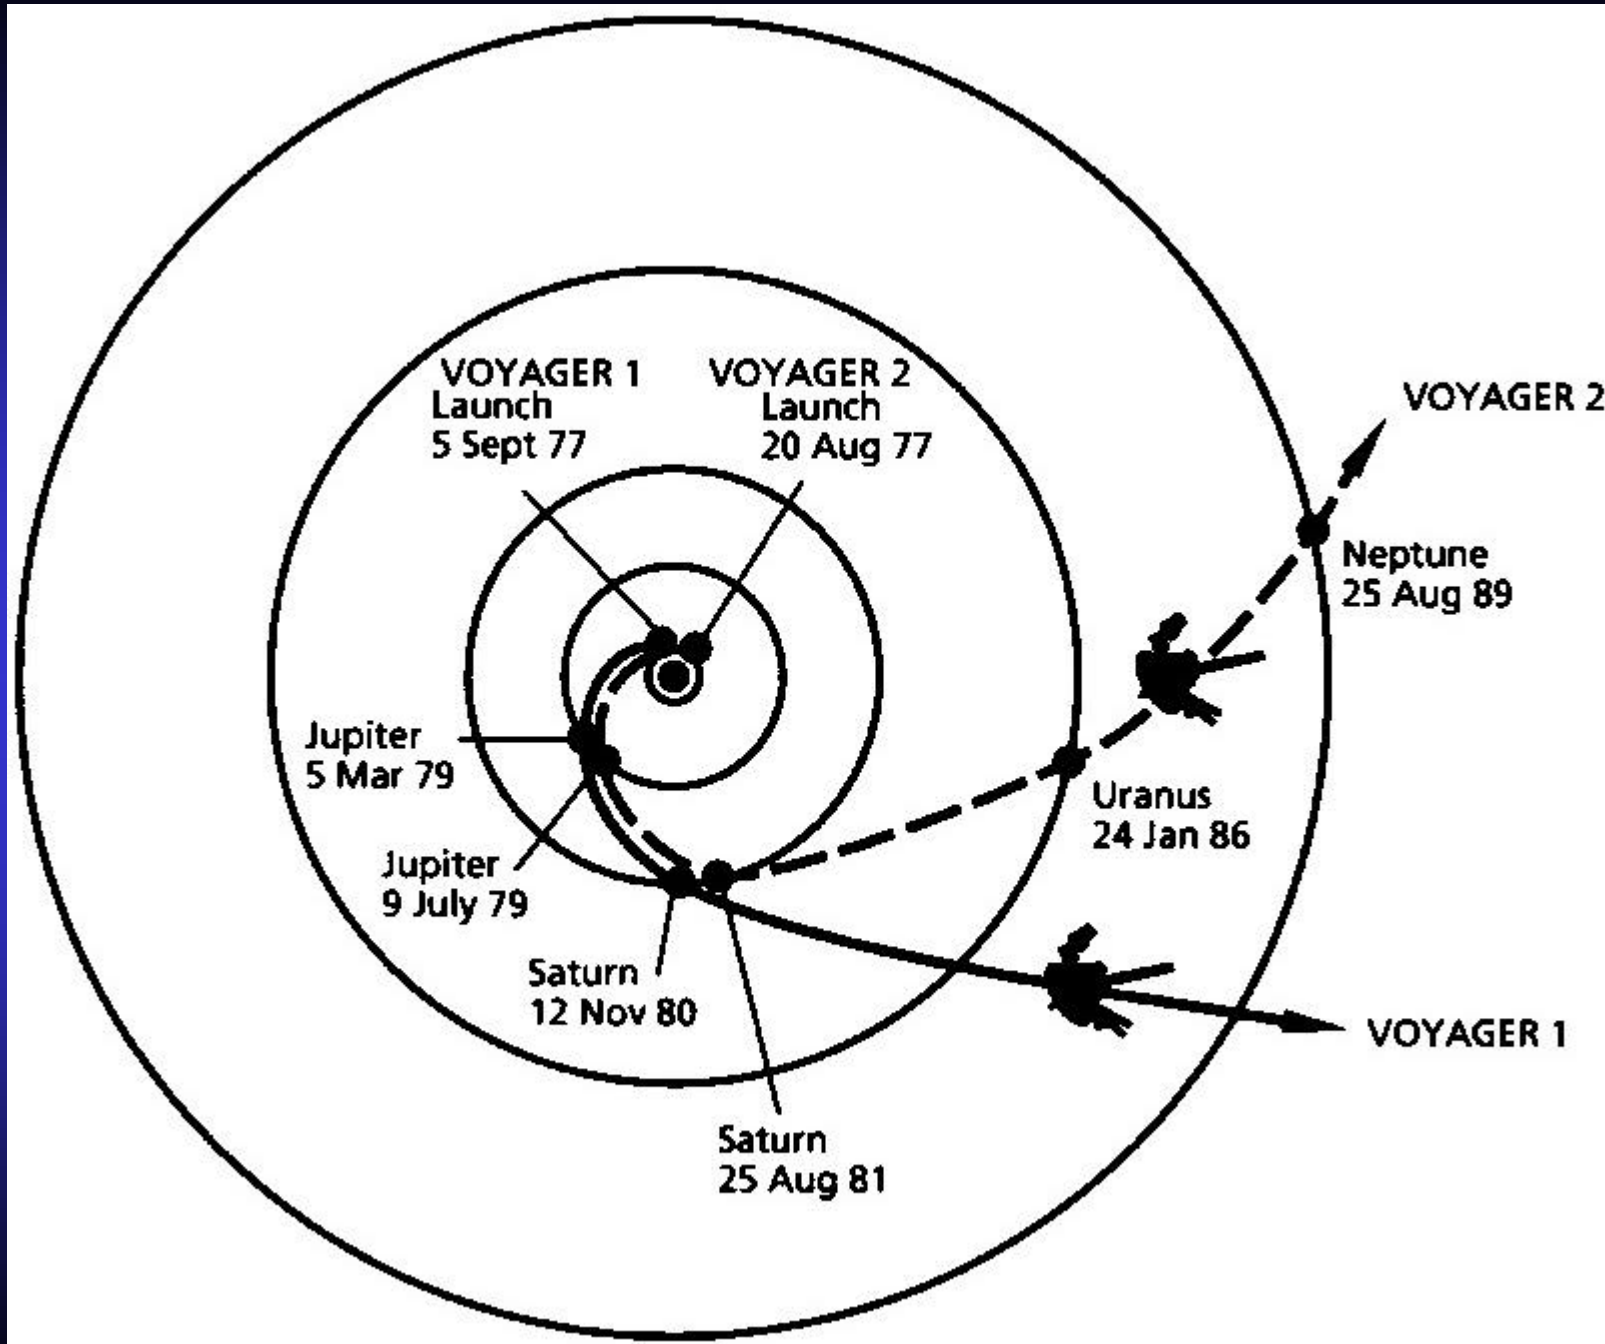 VOYAGER 1
Launch
5 Sept 77
VOYAGER 2
Launch
20 Aug 77
VOYAGER 2
Neptune
25 Aug 89
Jupiter
5 Mar 79
Uranus
24 Jan 86
Jupiter
9 July 79
Saturn
12 Nov 80
VOYAGER 1
Saturn
25 Aug 81